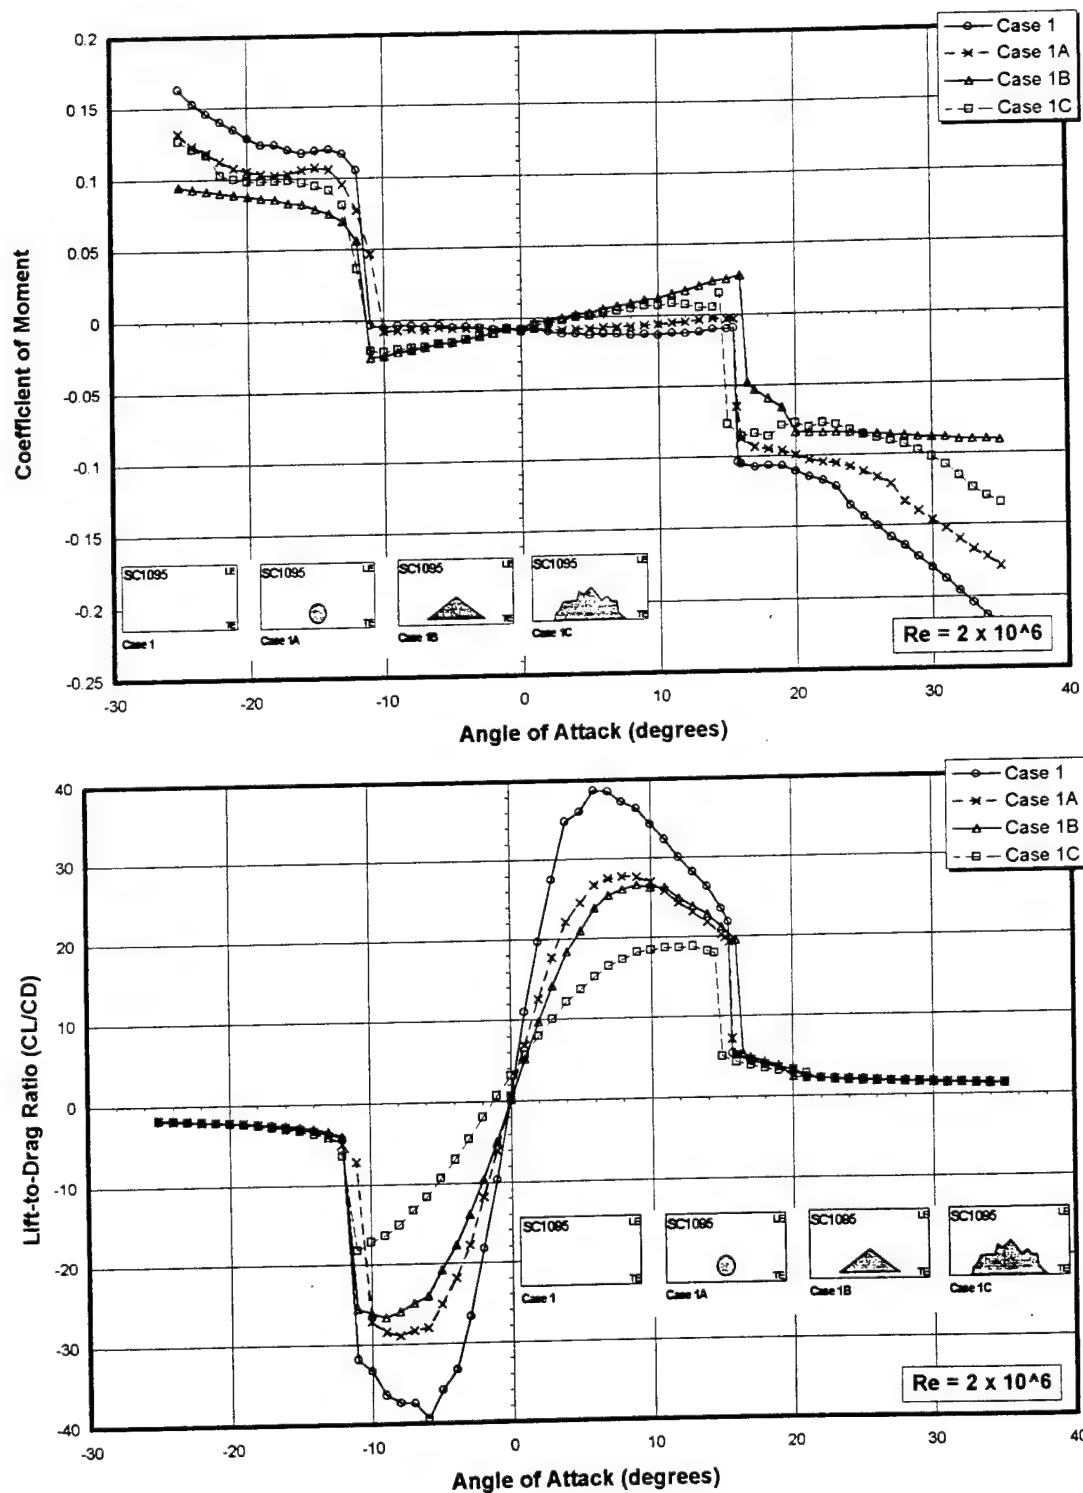 Case 1
Case 1A
Case 1B
Case 1C
0.2
0.15
0.1
0.05
0
-0.05
-0.1
-0.15
-0.2
-0.25
Coefficient of Moment
SC1095 LE
TE
Case 1
SC1095 LE
TE
Case 1A
SC1095 LE
TE
Case 1B
SC1095 LE
TE
Case 1C
Re = 2 x 10^6
-30 -20 -10 0 10 20 30 40
Angle of Attack (degrees)
Case 1
Case 1A
Case 1B
Case 1C
40
30
20
10
0
-10
-20
-30
-40
Lift-to-Drag Ratio (CL/CD)
SC1095 LE
TE
Case 1
SC1095 LE
TE
Case 1A
SC1095 LE
TE
Case 1B
SC1095 LE
TE
Case 1C
Re = 2 x 10^6
-30 -20 -10 0 10 20 30 40
Angle of Attack (degrees)